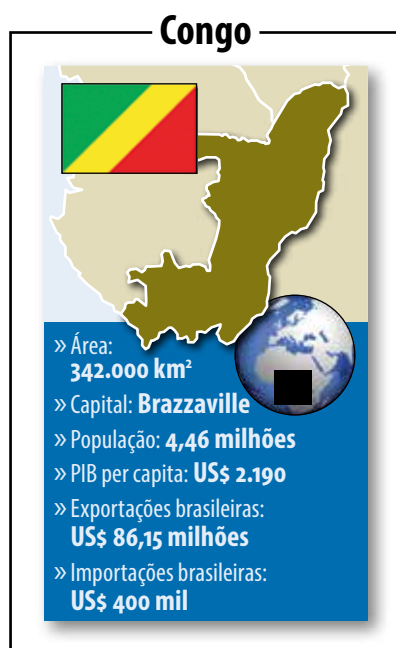 Congo
» Área:
342.000 km²
» Capital: Brazzaville
» População: 4,46 milhões
» PIB per capita: US$ 2.190
» Exportações brasileiras:
US$ 86,15 milhões
» Importações brasileiras:
US$ 400 mil